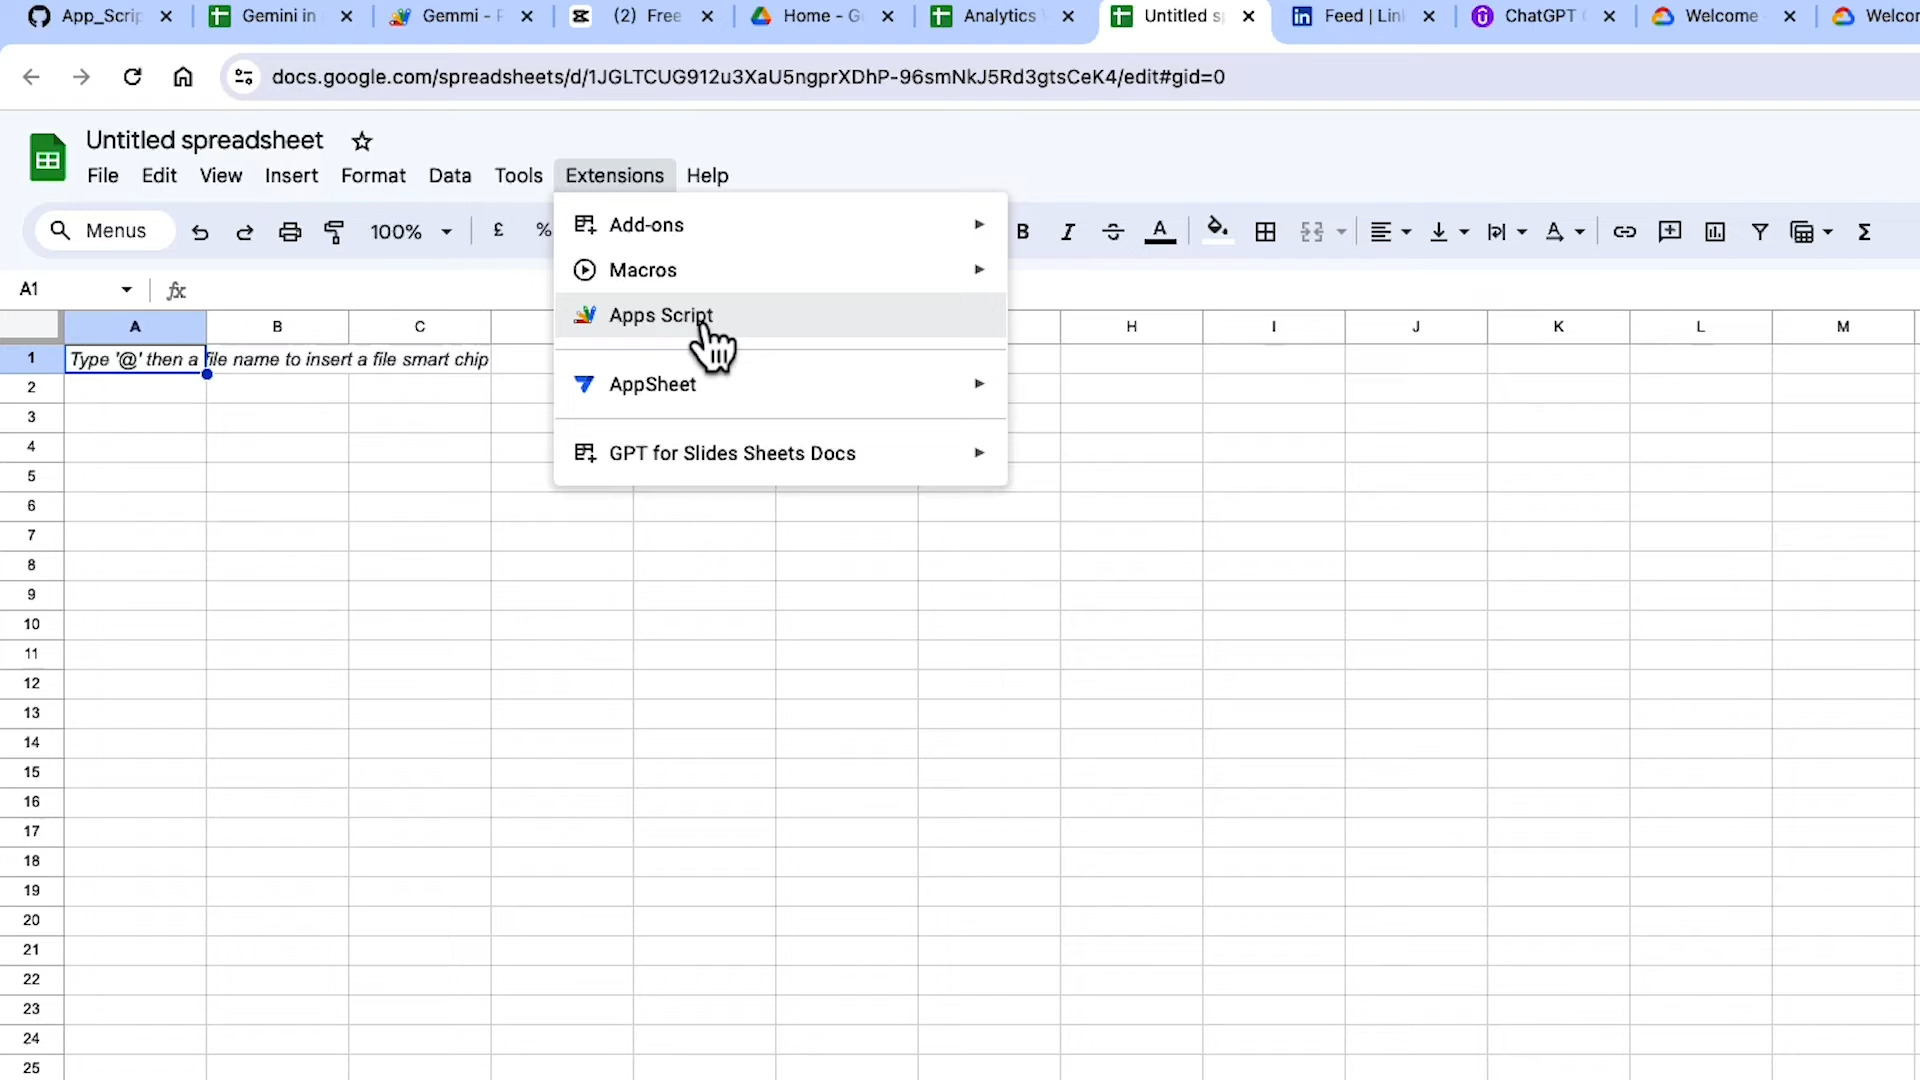 App_Scrip
Gemini in
Gemmi - P
(2) Free
Home - G
Analytics
Untitled s
Feed | Lin
ChatGPT
Welcome
Welcor
docs.google.com/spreadsheets/d/1JGLTCUG912u3XaU5ngprXDhP-96smNkJ5Rd3gtsCeK4/edit#gid=0
Untitled spreadsheet
File Edit View Insert Format Data Tools Extensions Help
Menus 100% £ % B I A A Σ
Add-ons
Macros
Apps Script
AppSheet
GPT for Slides Sheets Docs
A1 fx
A B C H I J K L M
1 Type '@' then a file name to insert a file smart chip
2
3
4
5
6
7
8
9
10
11
12
13
14
15
16
17
18
19
20
21
22
23
24
25